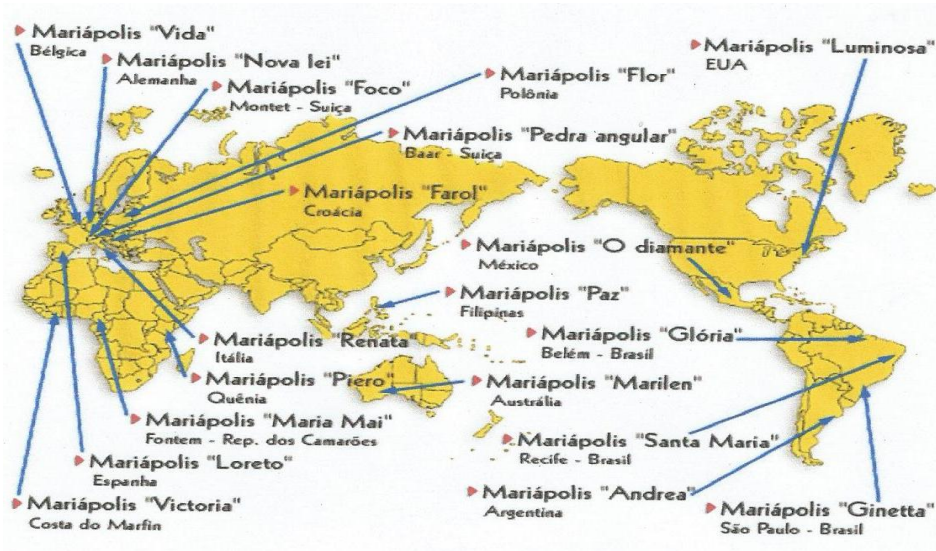 Mariápolis "Vida"
Bélgica
Mariápolis "Nova lei"
Alemanha
Mariápolis "Foco"
Montet - Suiça
Mariápolis "Flor"
Polônia
Mariápolis "Luminosa"
EUA
Mariápolis "Pedra angular"
Baar - Suiça
Mariápolis "Farol"
Croácia
Mariápolis "O diamante"
México
Mariápolis "Paz"
Filipinas
Mariápolis "Renata"
Itália
Mariápolis "Glória"
Belém - Brasil
Mariápolis "Piero"
Quênia
Mariápolis "Marilen"
Austrália
Mariápolis "Maria Mai"
Fontem - Rep. dos Camarões
Mariápolis "Santa Maria"
Recife - Brasil
Mariápolis "Loreto"
Espanha
Mariápolis "Victoria"
Costa do Marfin
Mariápolis "Andrea"
Argentina
Mariápolis "Ginetta"
São Paulo - Brasil